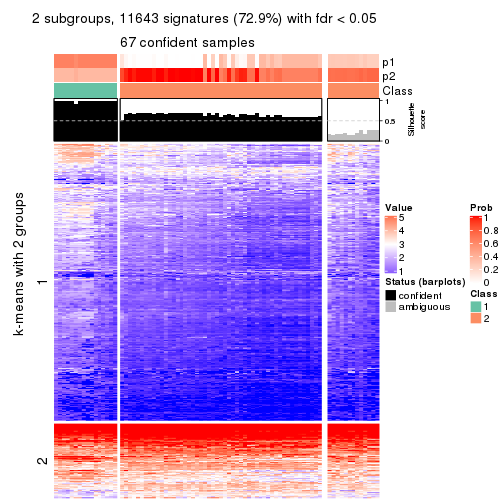 2 subgroups, 11643 signatures (72.9%) with fdr < 0.05
67 confident samples
p1
p2
Class
1
0.5
0
Silhouette
score
k-means with 2 groups
1
2
Value
5
4
3
2
1
Status (barplots)
confident
ambiguous
Prob
1
0.8
0.6
0.4
0.2
0
Class
1
2